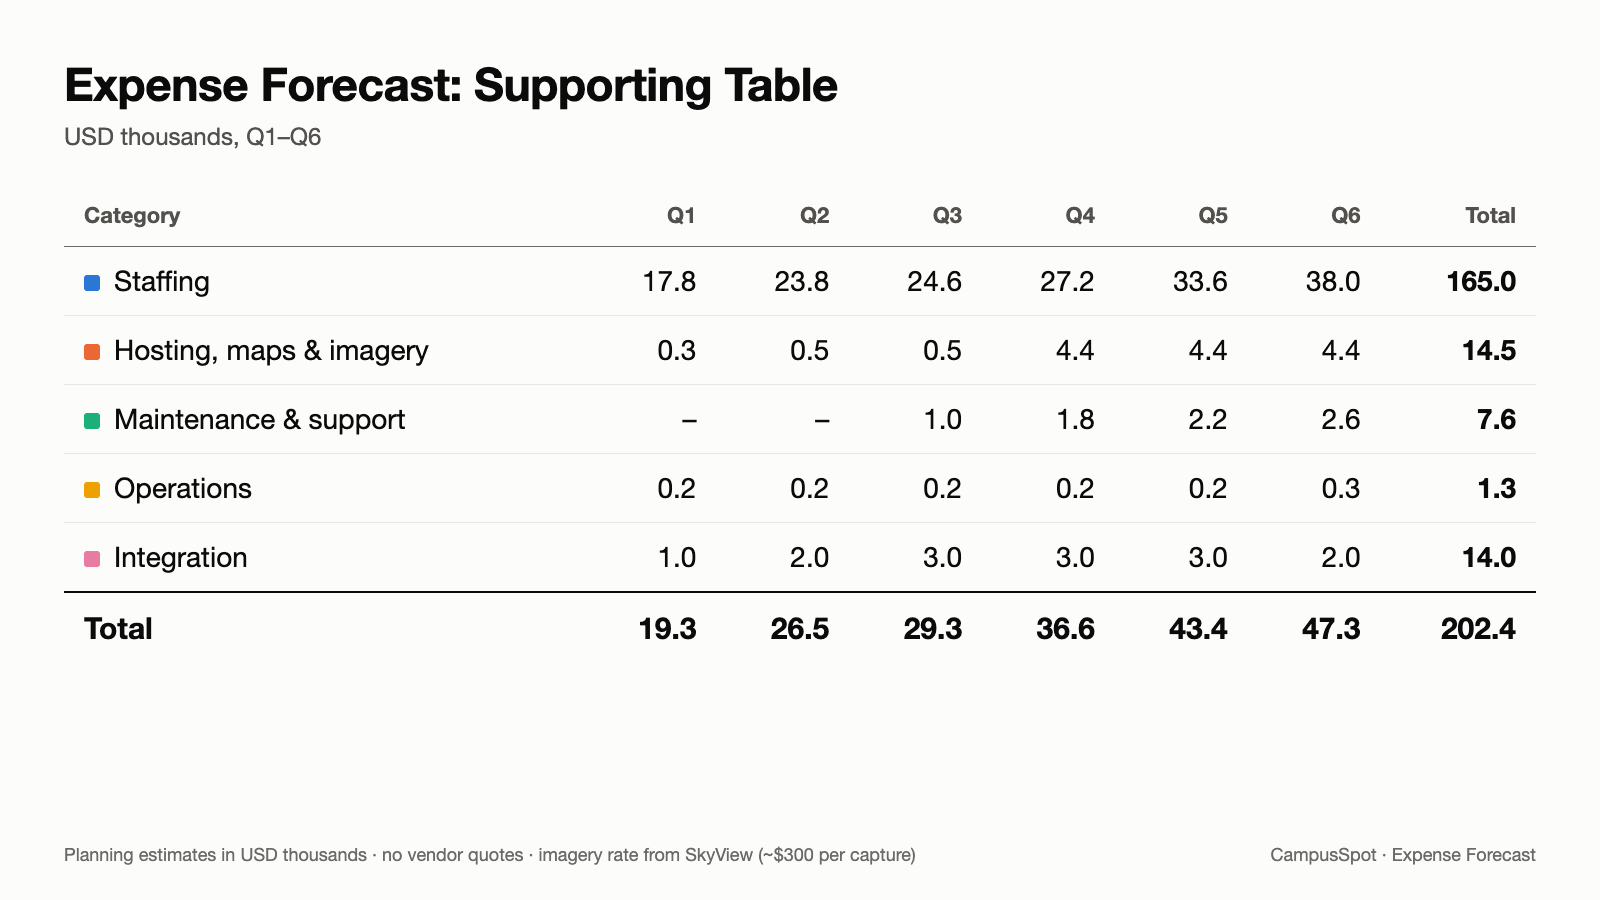 Expense Forecast: Supporting Table
USD thousands, Q1–Q6
Category Q1 Q2 Q3 Q4 Q5 Q6 Total
Staffing 17.8 23.8 24.6 27.2 33.6 38.0 165.0
Hosting, maps & imagery 0.3 0.5 0.5 4.4 4.4 4.4 14.5
Maintenance & support – – 1.0 1.8 2.2 2.6 7.6
Operations 0.2 0.2 0.2 0.2 0.2 0.3 1.3
Integration 1.0 2.0 3.0 3.0 3.0 2.0 14.0
Total 19.3 26.5 29.3 36.6 43.4 47.3 202.4
Planning estimates in USD thousands · no vendor quotes · imagery rate from SkyView (~$300 per capture)
CampusSpot · Expense Forecast